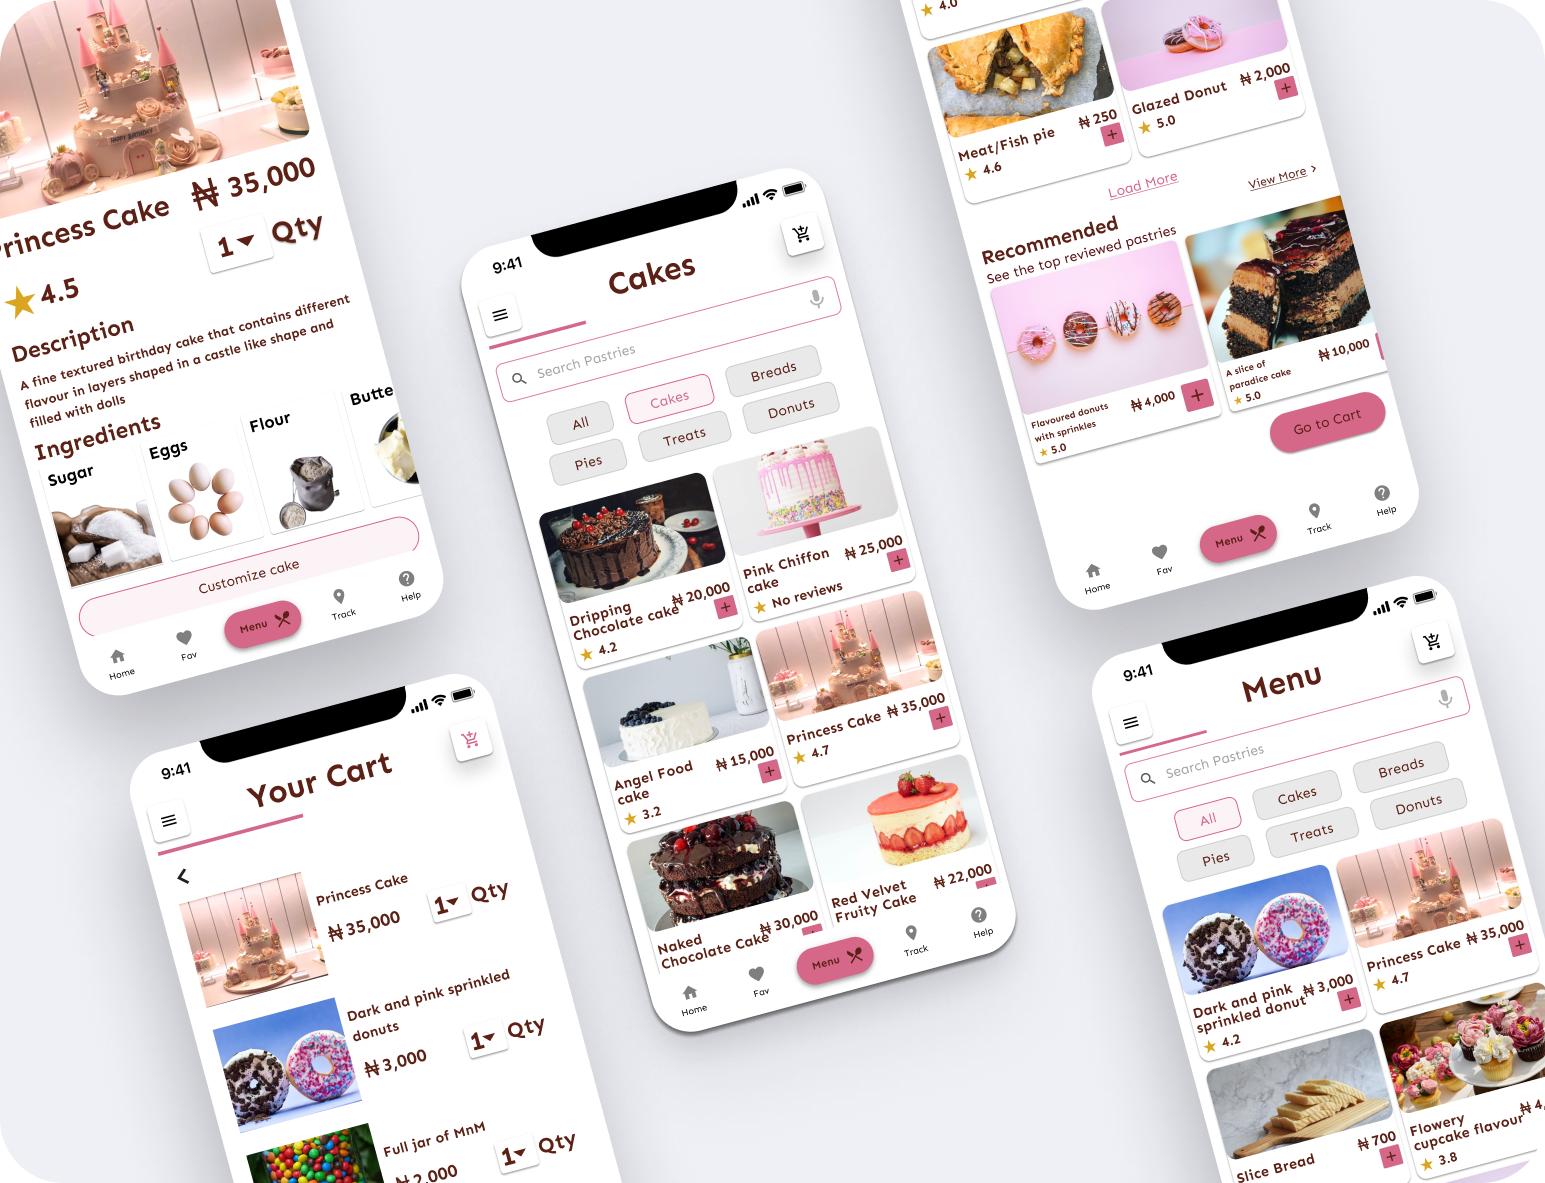 HAPPY BIRTHDAY
Princess Cake
₦ 35,000
1
Qty
4.5
Description
A fine textured birthday cake that contains different
flavour in layers shaped in a castle like shape and
filled with dolls
Ingredients
Sugar
Eggs
Flour
Butte
Customize cake
Home
Fav
Menu
Track
Help
9:41
Your Cart
Princess Cake
₦ 35,000
1
Qty
Dark and pink sprinkled
donuts
₦ 3,000
1
Qty
Full jar of MnM
₦ 2,000
1
Qty
9:41
Cakes
Search Pastries
All
Cakes
Breads
Pies
Treats
Donuts
Dripping
Chocolate cake
₦ 20,000
4.2
Pink Chiffon
cake
₦ 25,000
No reviews
Angel Food
cake
₦ 15,000
3.2
Princess Cake
₦ 35,000
4.7
Naked
Chocolate Cake
₦ 30,000
Red Velvet
Fruity Cake
₦ 22,000
Home
Fav
Menu
Track
Help
4.0
Meat/Fish pie
₦ 250
4.6
Glazed Donut
₦ 2,000
5.0
Load More
View More
Recommended
See the top reviewed pastries
Flavoured donuts
with sprinkles
₦ 4,000
5.0
A slice of
paradice cake
₦ 10,000
5.0
Go to Cart
Home
Fav
Menu
Track
Help
9:41
Menu
Search Pastries
All
Cakes
Breads
Pies
Treats
Donuts
Dark and pink
sprinkled donut
₦ 3,000
4.2
Princess Cake
₦ 35,000
4.7
Slice Bread
₦ 700
Flowery
cupcake flavour
₦ 4,
3.8